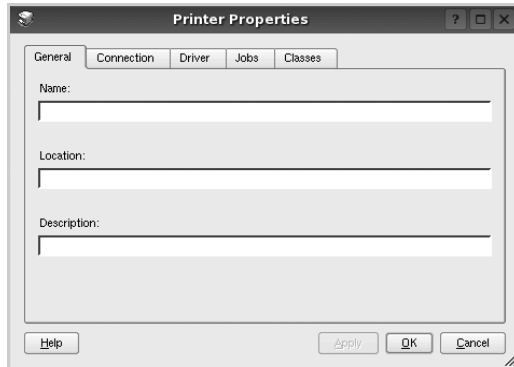 Printer Properties
?
General Connection Driver Jobs Classes
Name:
Location:
Description:
Help Apply OK Cancel